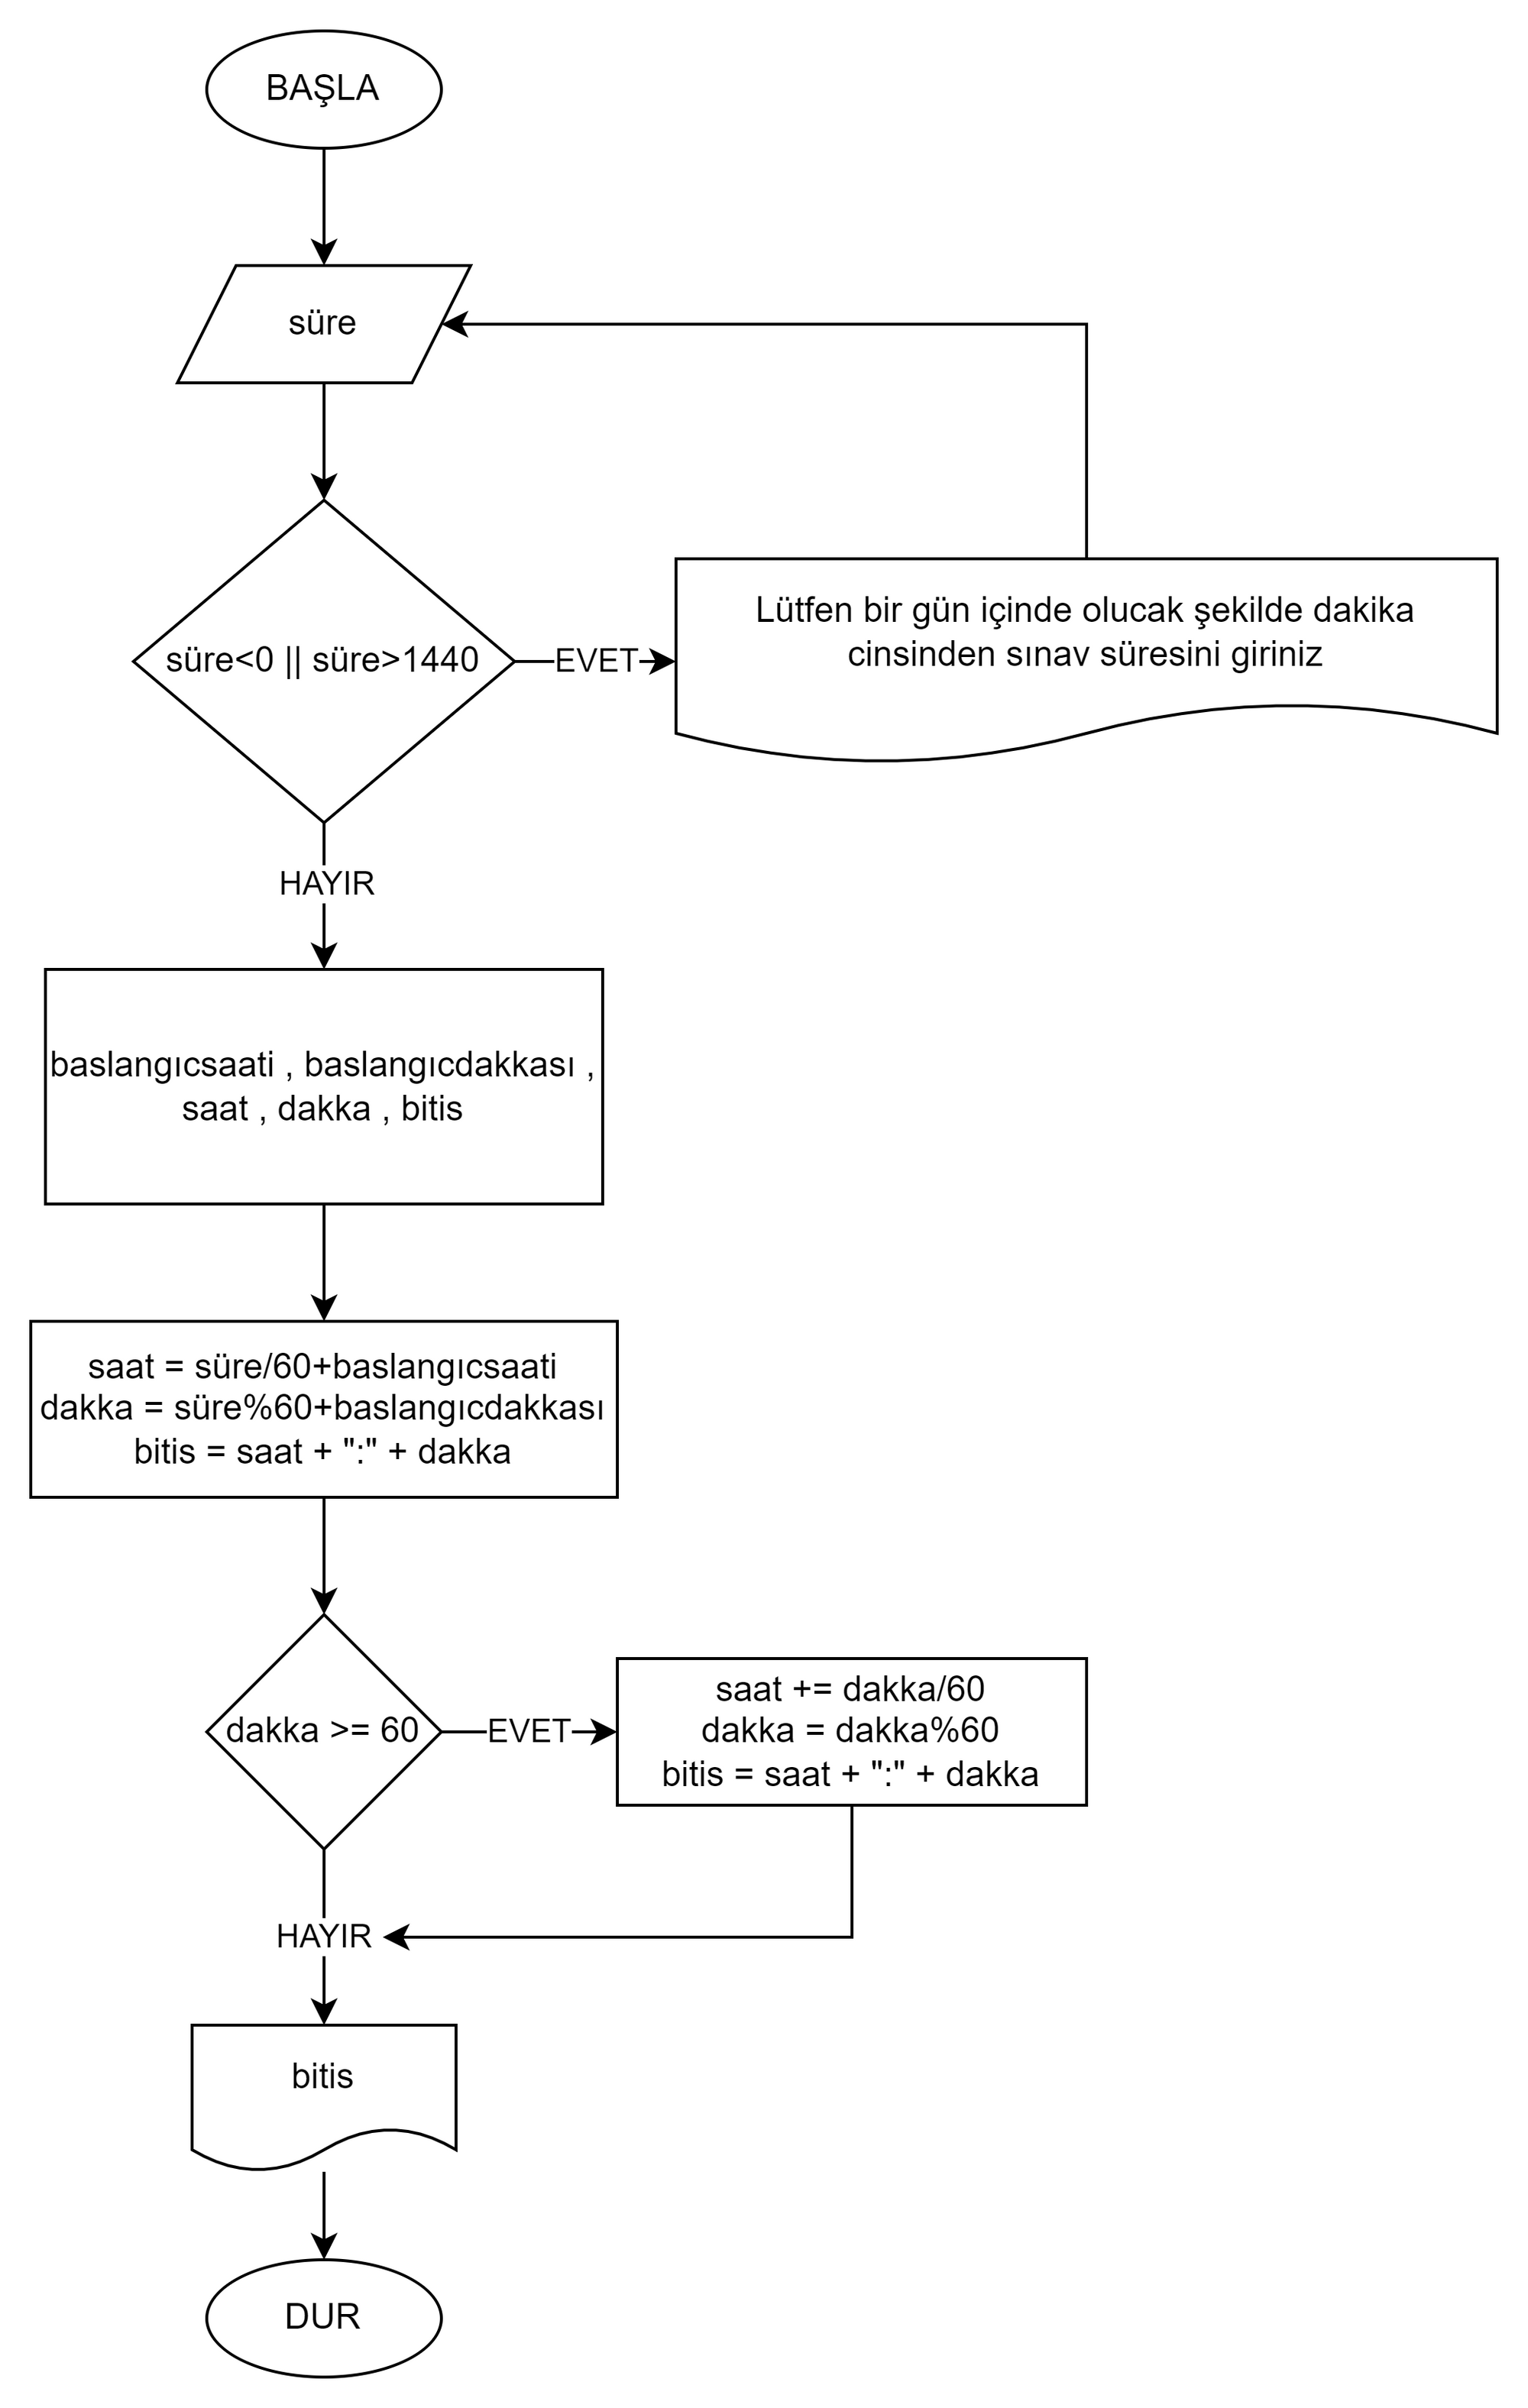 BAŞLA
süre
süre<0 || süre>1440
EVET
Lütfen bir gün içinde olucak şekilde dakika
cinsinden sınav süresini giriniz
HAYIR
baslangıcsaati , baslangıcdakkası ,
saat , dakka , bitis
saat = süre/60+baslangıcsaati
dakka = süre%60+baslangıcdakkası
bitis = saat + ":" + dakka
dakka >= 60
EVET
saat += dakka/60
dakka = dakka%60
bitis = saat + ":" + dakka
HAYIR
bitis
DUR